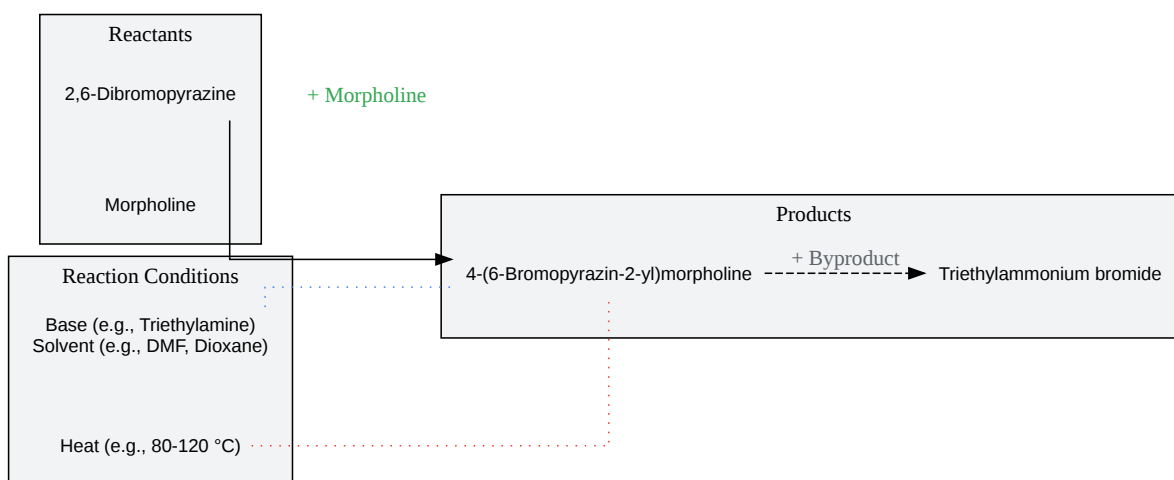 Reactants
2,6-Dibromopyrazine
+ Morpholine
Morpholine
Products
Reaction Conditions
4-(6-Bromopyrazin-2-yl)morpholine
+ Byproduct
Triethylammonium bromide
Base (e.g., Triethylamine)
Solvent (e.g., DMF, Dioxane)
Heat (e.g., 80-120 °C)